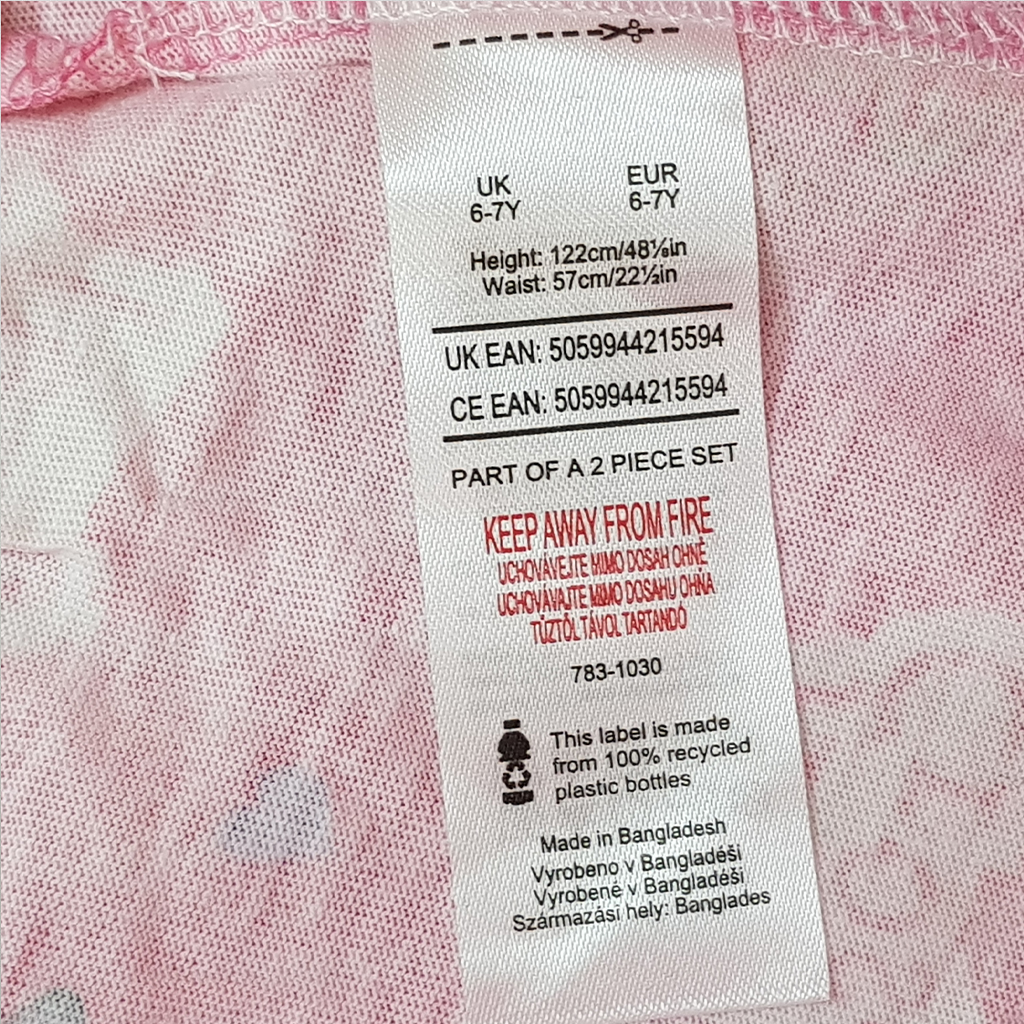 UK
6-7Y
EUR
6-7Y
Height: 122cm/48⅛in
Waist: 57cm/22½in
UK EAN: 5059944215594
CE EAN: 5059944215594
PART OF A 2 PIECE SET
KEEP AWAY FROM FIRE
UCHOVÁVEJTE MIMO DOSAH OHNĚ
UCHOVÁVAJTE MIMO DOSAHU OHŇA
TŰZTŐL TÁVOL TARTANDÓ
783-1030
This label is made
from 100% recycled
plastic bottles
Made in Bangladesh
Vyrobeno v Bangladéši
Vyrobené v Bangladéši
Származási hely: Banglades